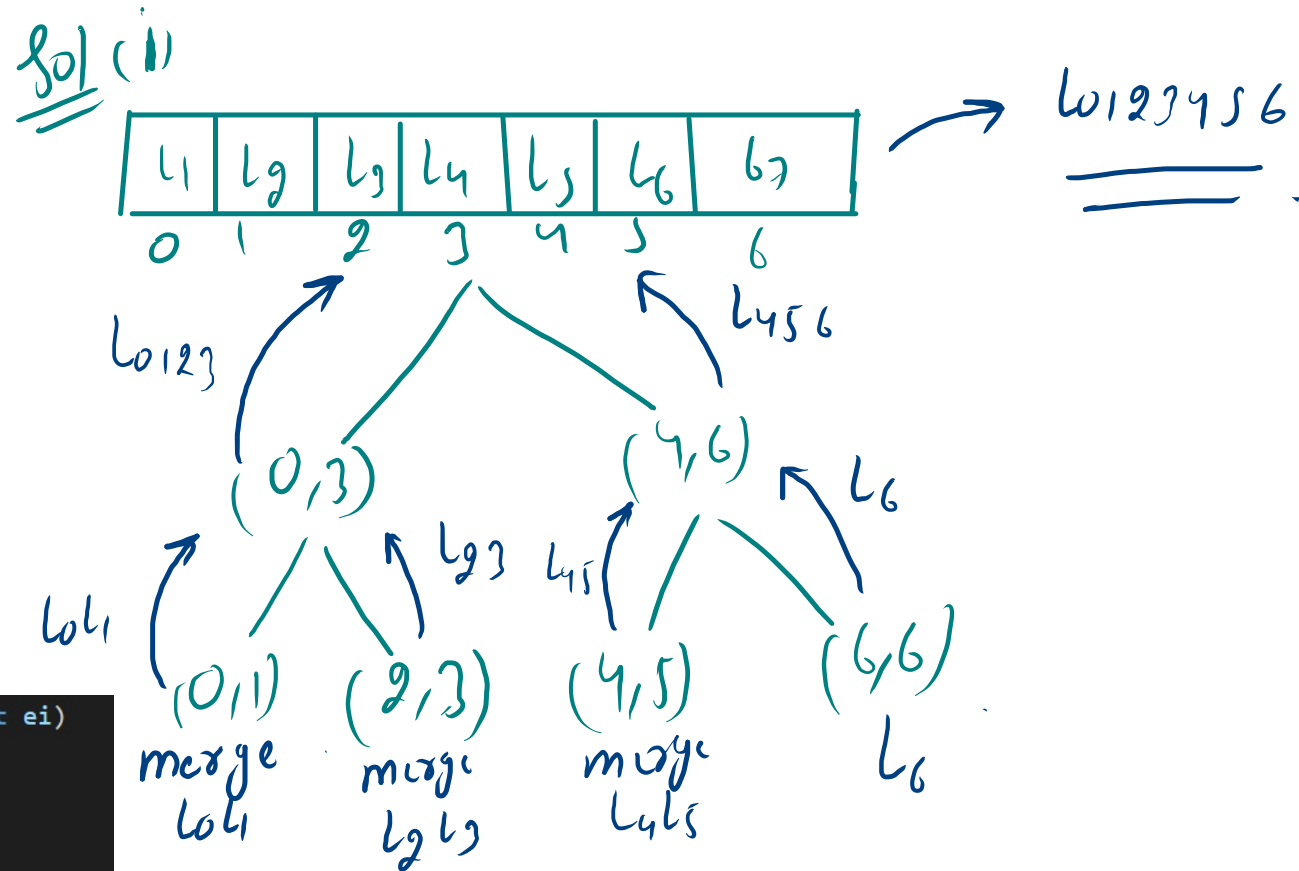 Sol (1)
L0123456
L1 L2 L3 L4 L5 L6 L7
0 1 2 3 4 5 6
L0123
L456
(0,3)
(4,6)
L0L1
L23
L45
L6
(0,1) (2,3) (4,5) (6,6)
t ei)
merge merge merge L6
L0L1 L2L3 L4L5